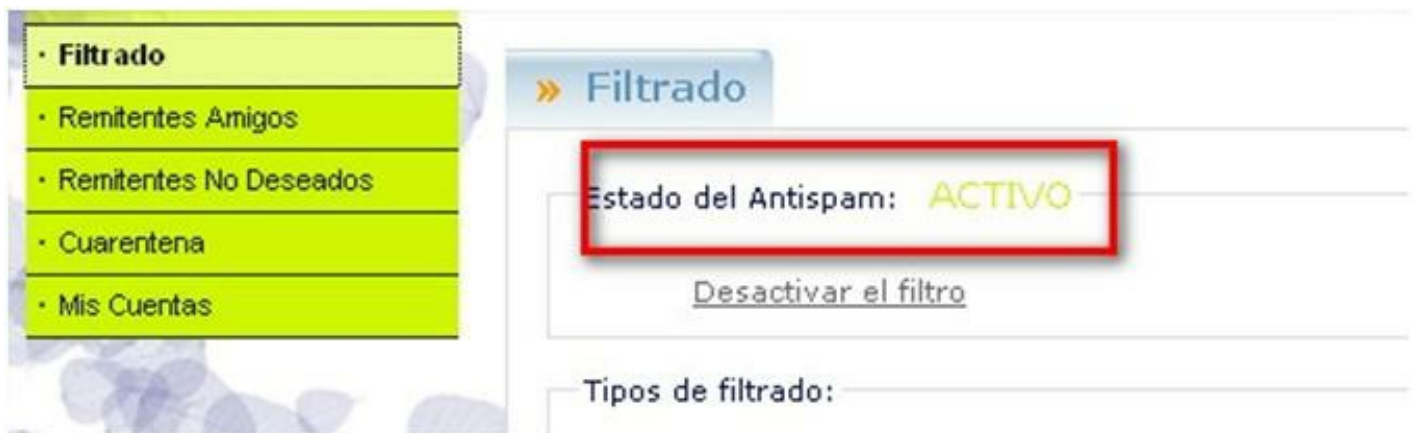 · Filtrado
· Remitentes Amigos
· Remitentes No Deseados
· Cuarentena
· Mis Cuentas
» Filtrado
Estado del Antispam: ACTIVO
Desactivar el filtro
Tipos de filtrado: